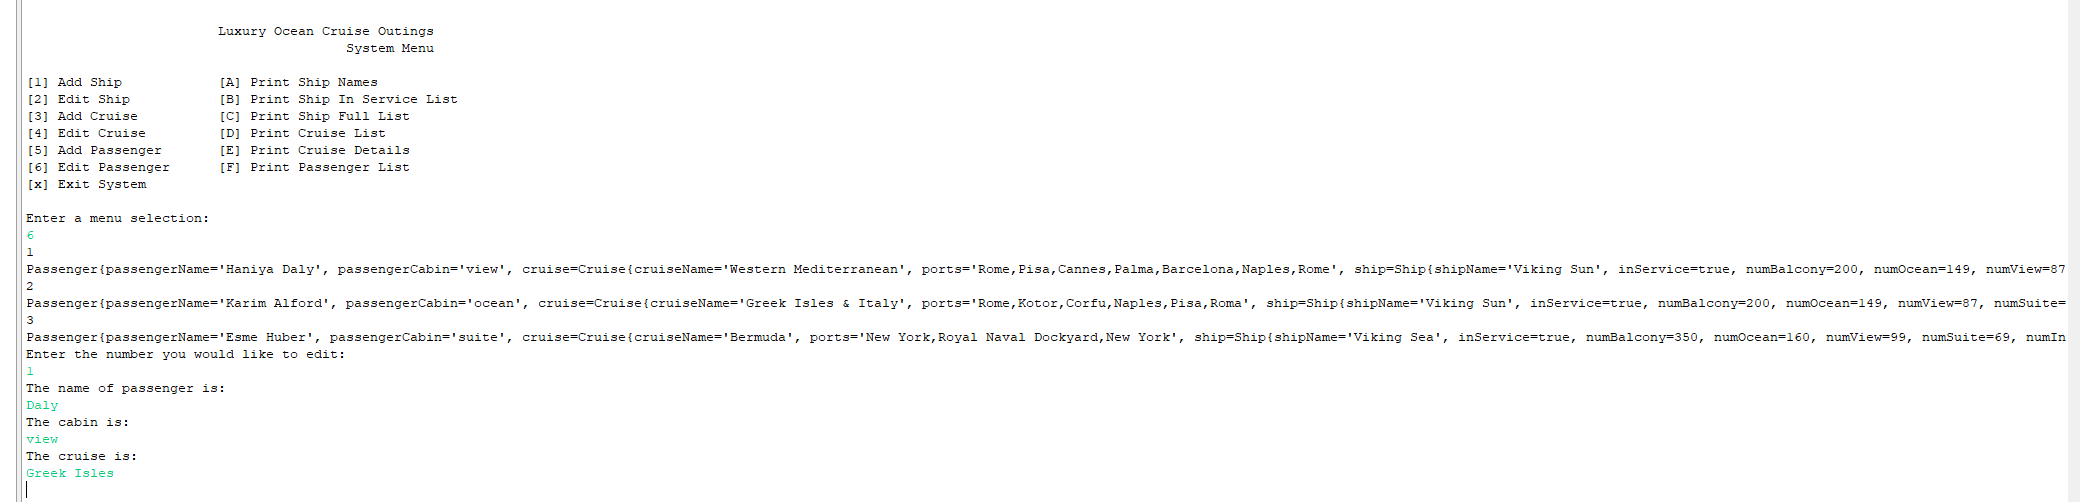 Luxury Ocean Cruise Outings
System Menu
[1] Add Ship [A] Print Ship Names
[2] Edit Ship [B] Print Ship In Service List
[3] Add Cruise [C] Print Ship Full List
[4] Edit Cruise [D] Print Cruise List
[5] Add Passenger [E] Print Cruise Details
[6] Edit Passenger [F] Print Passenger List
[x] Exit System
Enter a menu selection:
6
1
Passenger{passengerName='Haniya Daly', passengerCabin='view', cruise=Cruise{cruiseName='Western Mediterranean', ports='Rome,Pisa,Cannes,Palma,Barcelona,Naples,Rome', ship=Ship{shipName='Viking Sun', inService=true, numBalcony=200, numOcean=149, numView=87
2
Passenger{passengerName='Karim Alford', passengerCabin='ocean', cruise=Cruise{cruiseName='Greek Isles & Italy', ports='Rome,Kotor,Corfu,Naples,Pisa,Roma', ship=Ship{shipName='Viking Sun', inService=true, numBalcony=200, numOcean=149, numView=87, numSuite=
3
Passenger{passengerName='Esme Huber', passengerCabin='suite', cruise=Cruise{cruiseName='Bermuda', ports='New York,Royal Naval Dockyard,New York', ship=Ship{shipName='Viking Sea', inService=true, numBalcony=350, numOcean=160, numView=99, numSuite=69, numIn
Enter the number you would like to edit:
1
The name of passenger is:
Daly
The cabin is:
view
The cruise is:
Greek Isles